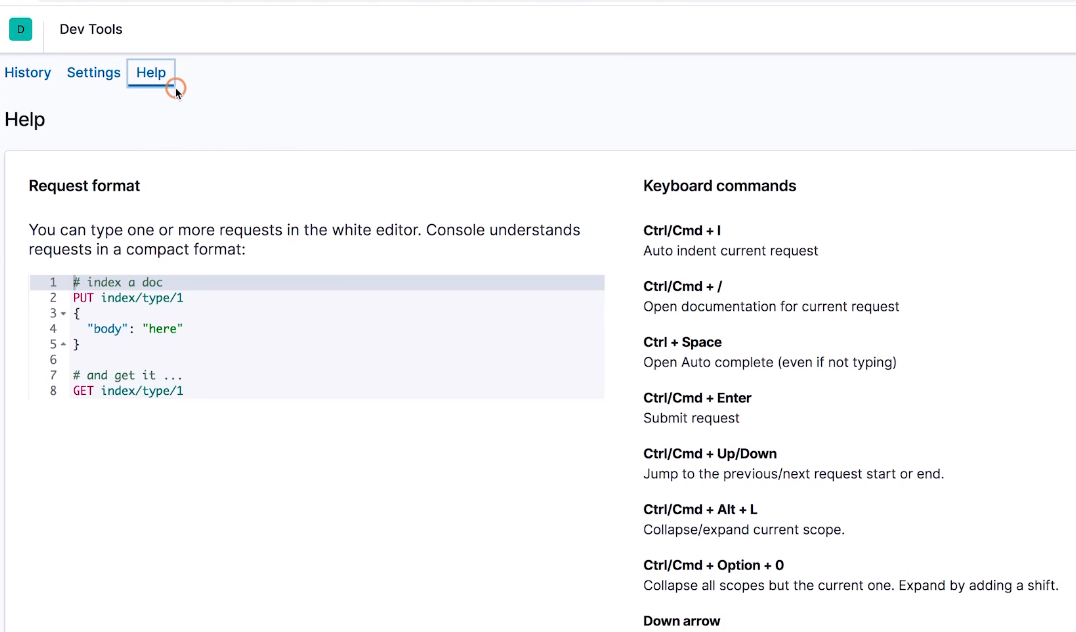 D
Dev Tools
History Settings Help
Help
Request format
You can type one or more requests in the white editor. Console understands
requests in a compact format:
1 # index a doc
2 PUT index/type/1
3 {
4 "body": "here"
5 }
6
7 # and get it ...
8 GET index/type/1
Keyboard commands
Ctrl/Cmd + I
Auto indent current request
Ctrl/Cmd + /
Open documentation for current request
Ctrl + Space
Open Auto complete (even if not typing)
Ctrl/Cmd + Enter
Submit request
Ctrl/Cmd + Up/Down
Jump to the previous/next request start or end.
Ctrl/Cmd + Alt + L
Collapse/expand current scope.
Ctrl/Cmd + Option + 0
Collapse all scopes but the current one. Expand by adding a shift.
Down arrow